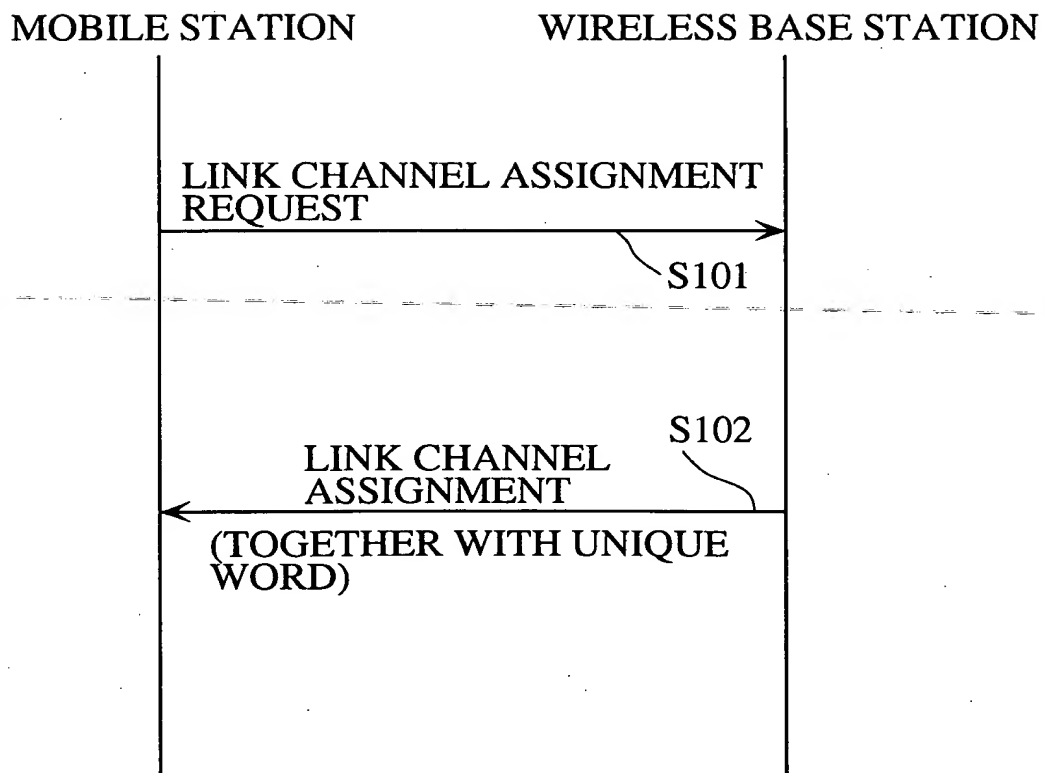 MOBILE STATION
WIRELESS BASE STATION
LINK CHANNEL ASSIGNMENT
REQUEST
S101
S102
LINK CHANNEL
ASSIGNMENT
(TOGETHER WITH UNIQUE
WORD)